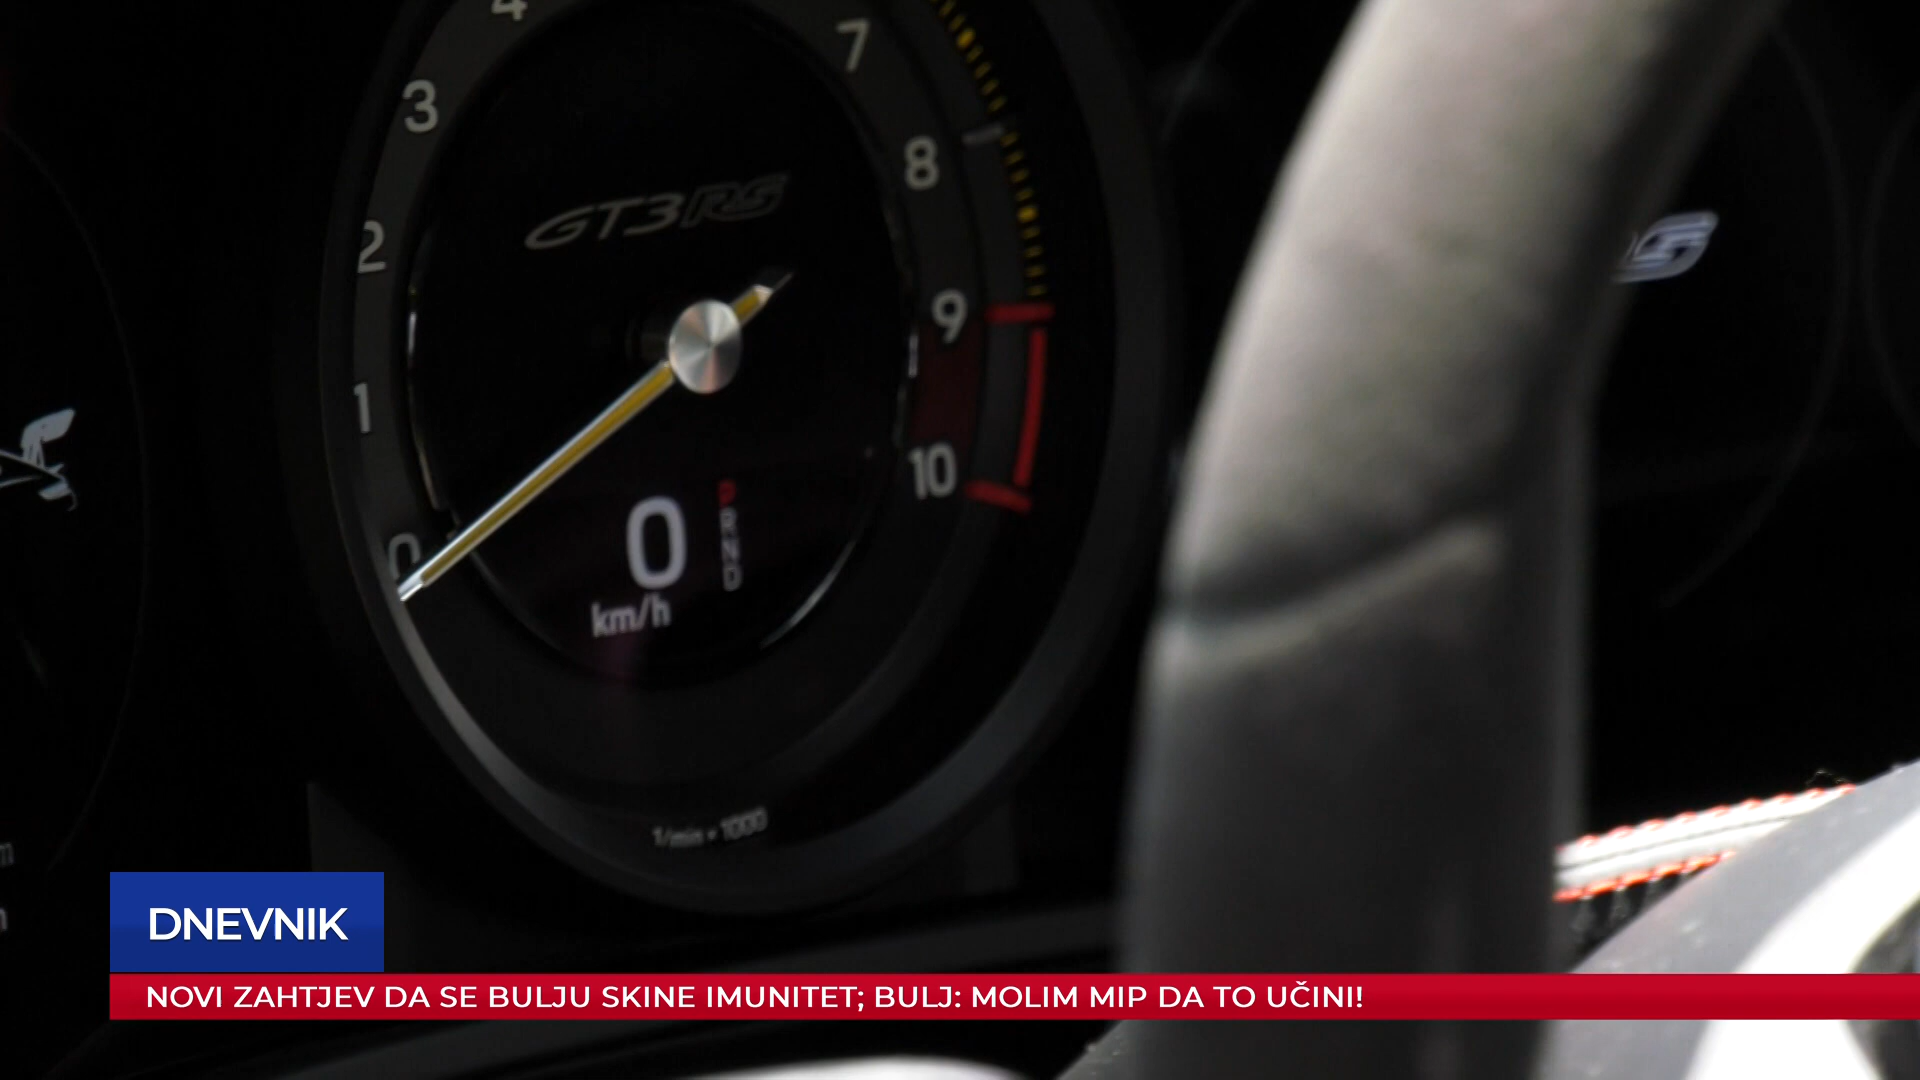 4
7
3
8
GT3RS
2
9
1
10
0
0
PRND
km/h
1/min • 1000
DNEVNIK
NOVI ZAHTJEV DA SE BULJU SKINE IMUNITET; BULJ: MOLIM MIP DA TO UČINI!